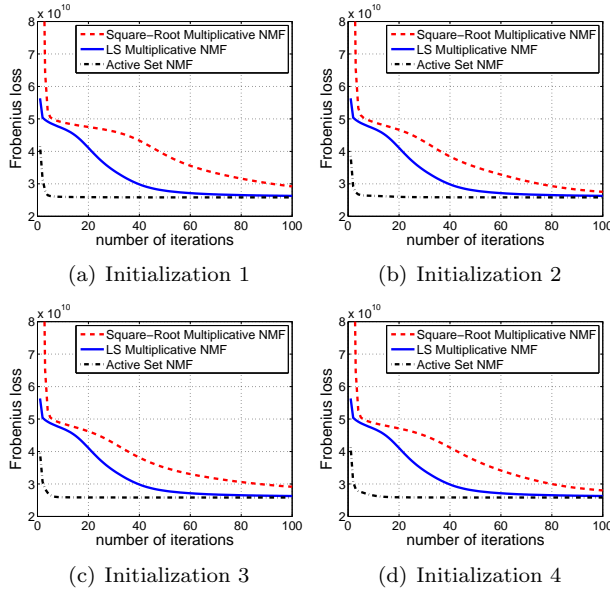 x 10^10
8
7
6
5
4
3
2
Frobenius loss
Square−Root Multiplicative NMF
LS Multiplicative NMF
Active Set NMF
0 20 40 60 80 100
number of iterations
(a) Initialization 1
x 10^10
8
7
6
5
4
3
2
Frobenius loss
Square−Root Multiplicative NMF
LS Multiplicative NMF
Active Set NMF
0 20 40 60 80 100
number of iterations
(b) Initialization 2
x 10^10
8
7
6
5
4
3
2
Frobenius loss
Square−Root Multiplicative NMF
LS Multiplicative NMF
Active Set NMF
0 20 40 60 80 100
number of iterations
(c) Initialization 3
x 10^10
8
7
6
5
4
3
2
Frobenius loss
Square−Root Multiplicative NMF
LS Multiplicative NMF
Active Set NMF
0 20 40 60 80 100
number of iterations
(d) Initialization 4